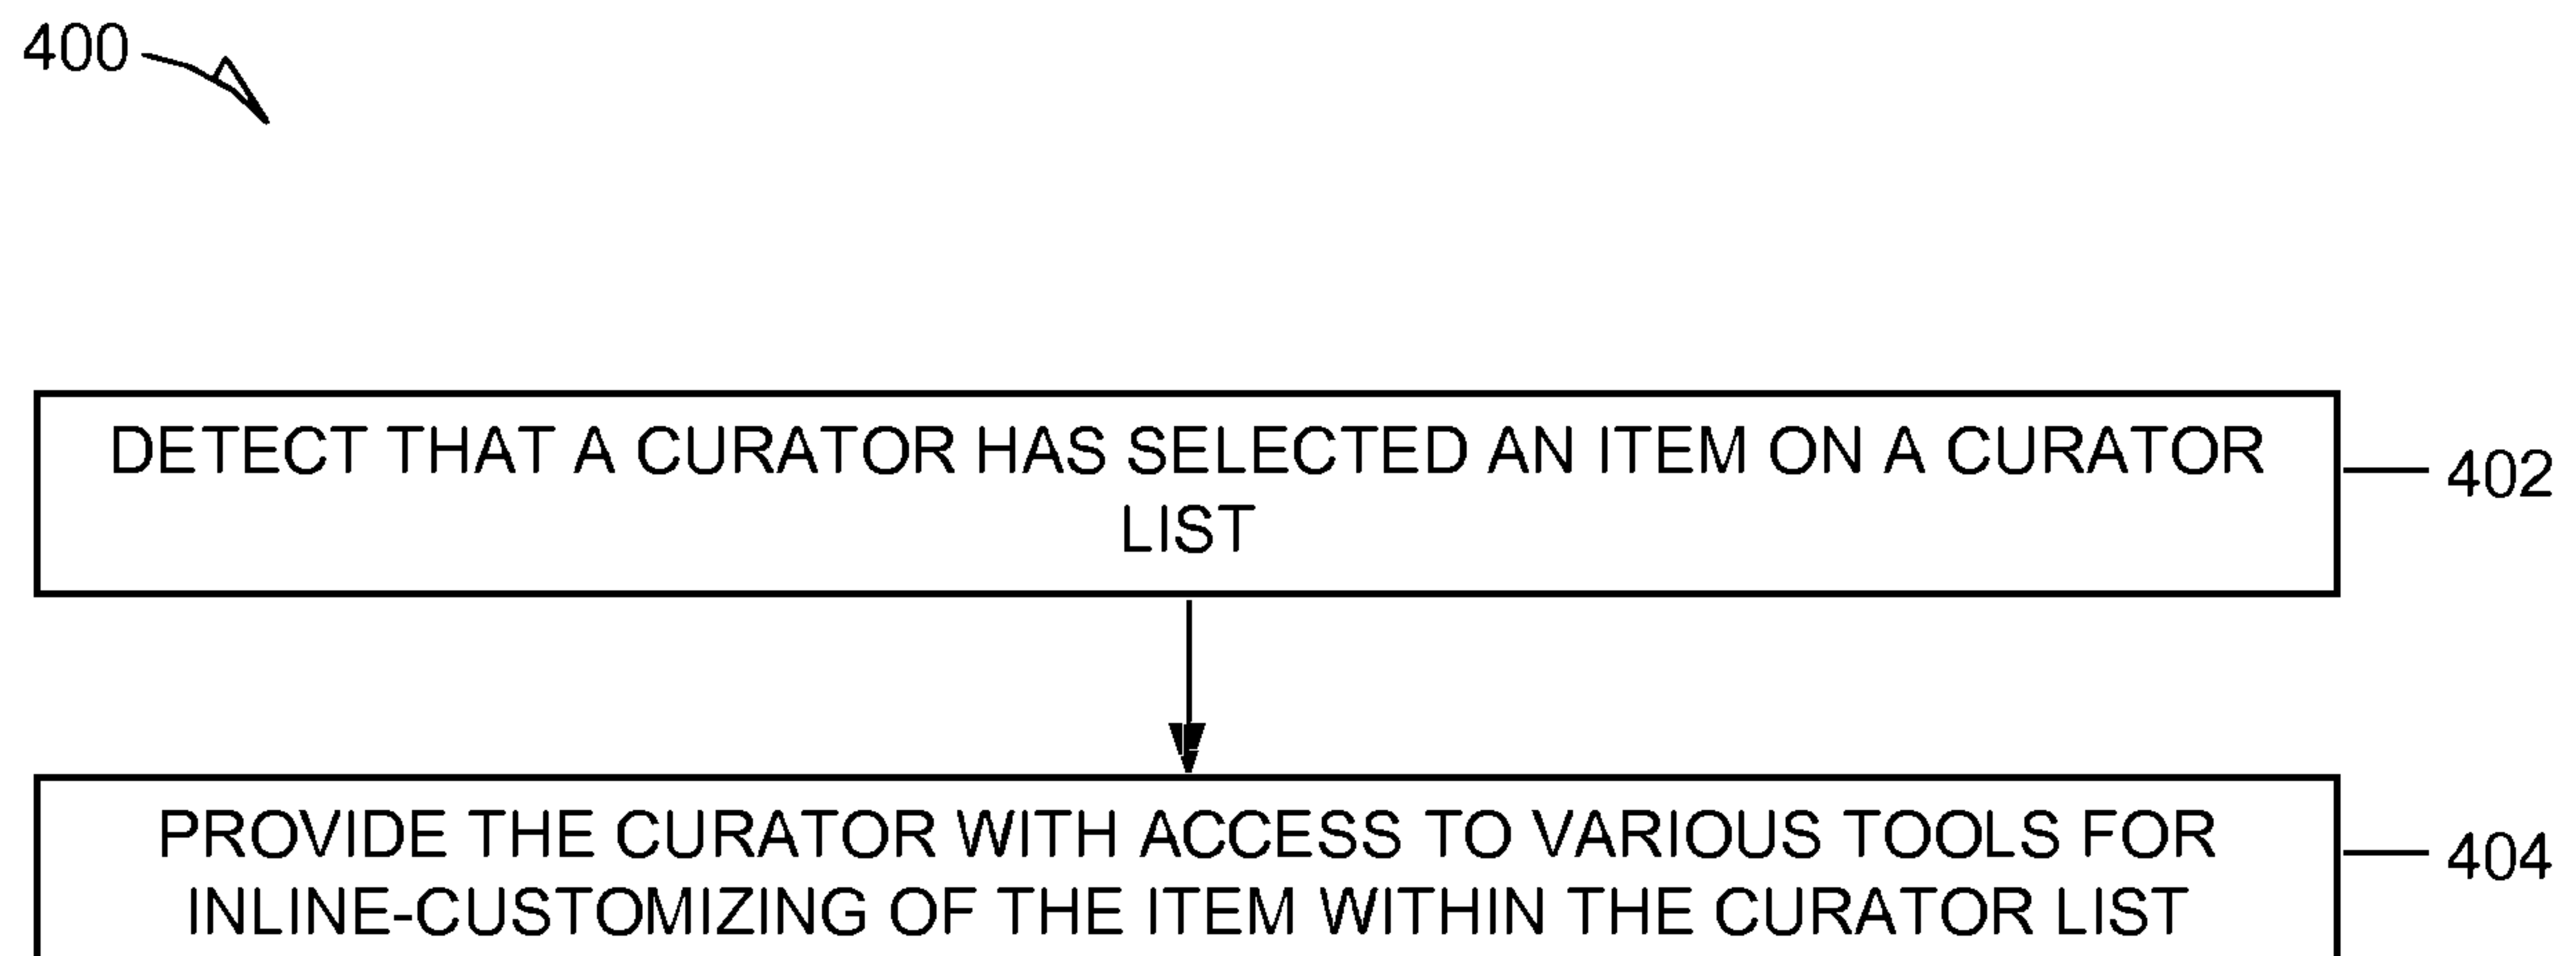 400
DETECT THAT A CURATOR HAS SELECTED AN ITEM ON A CURATOR
LIST
402
PROVIDE THE CURATOR WITH ACCESS TO VARIOUS TOOLS FOR
INLINE-CUSTOMIZING OF THE ITEM WITHIN THE CURATOR LIST
404